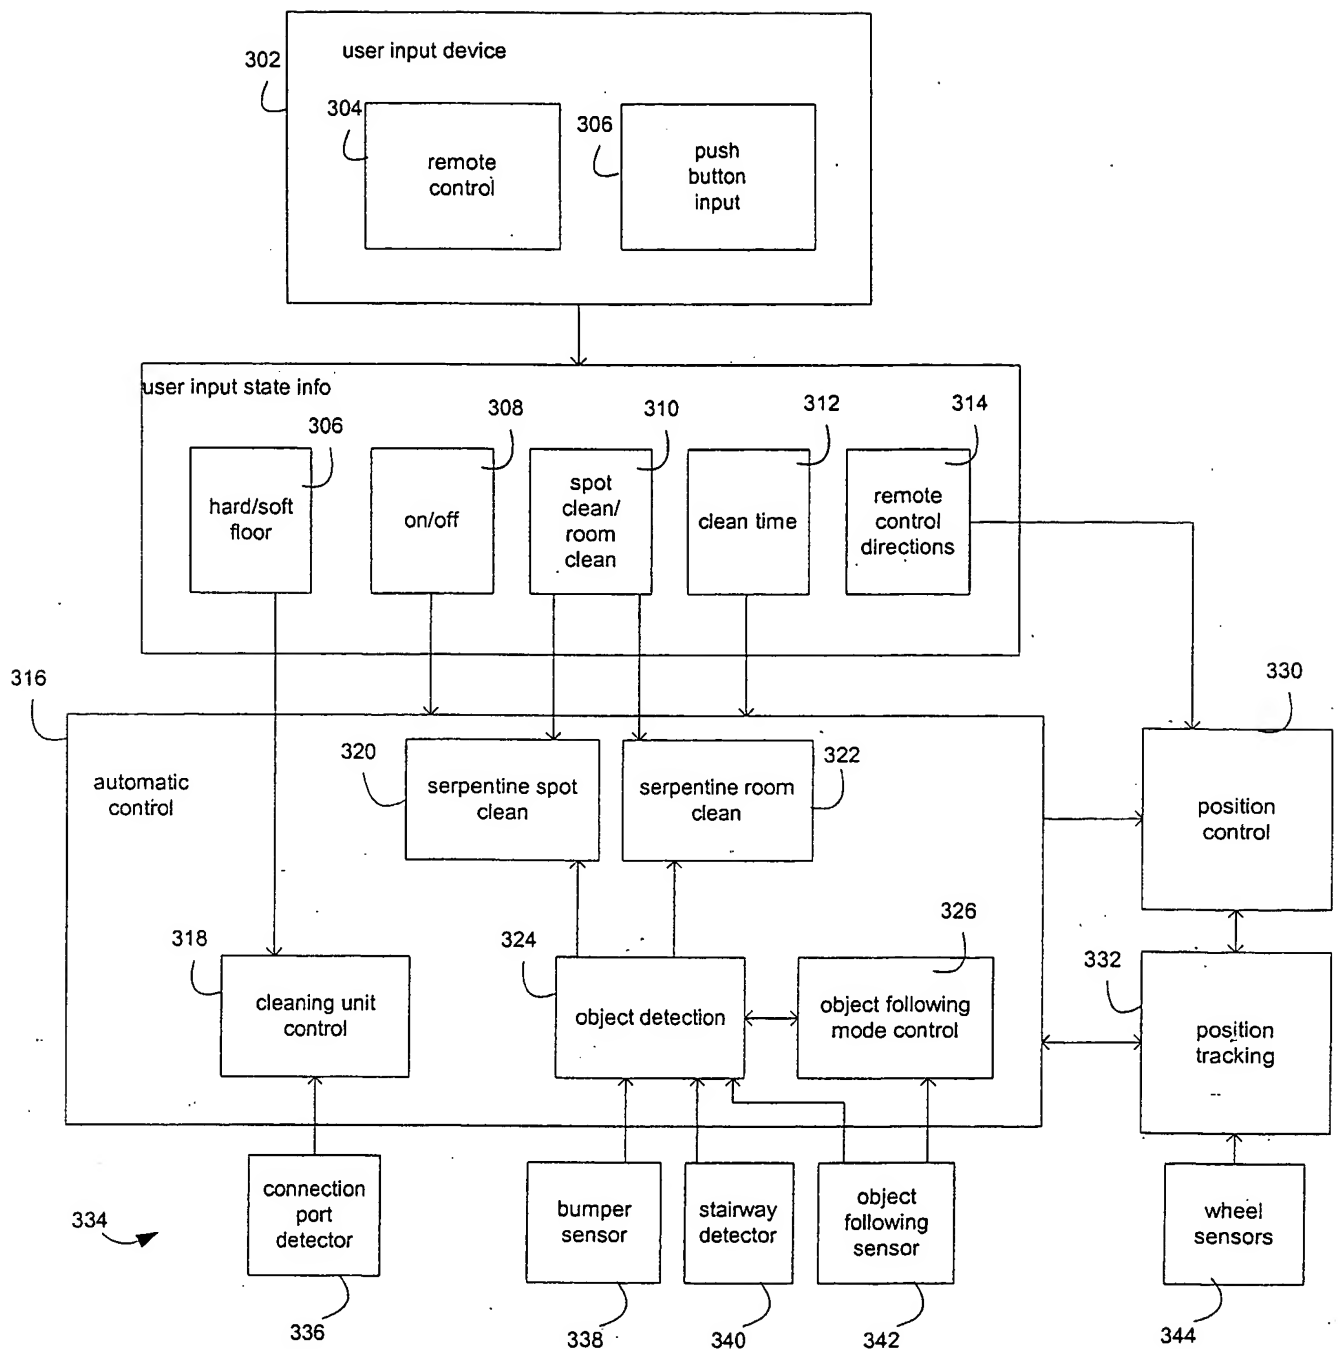 302
user input device
304
remote
control
306
push
button
input
user input state info
306
hard/soft
floor
308
on/off
310
spot
clean/
room
clean
312
clean time
314
remote
control
directions
316
automatic
control
320
serpentine spot
clean
322
serpentine room
clean
330
position
control
318
cleaning unit
control
324
object detection
326
object following
mode control
332
position
tracking
334
connection
port
detector
336
bumper
sensor
338
stairway
detector
340
object
following
sensor
342
wheel
sensors
344